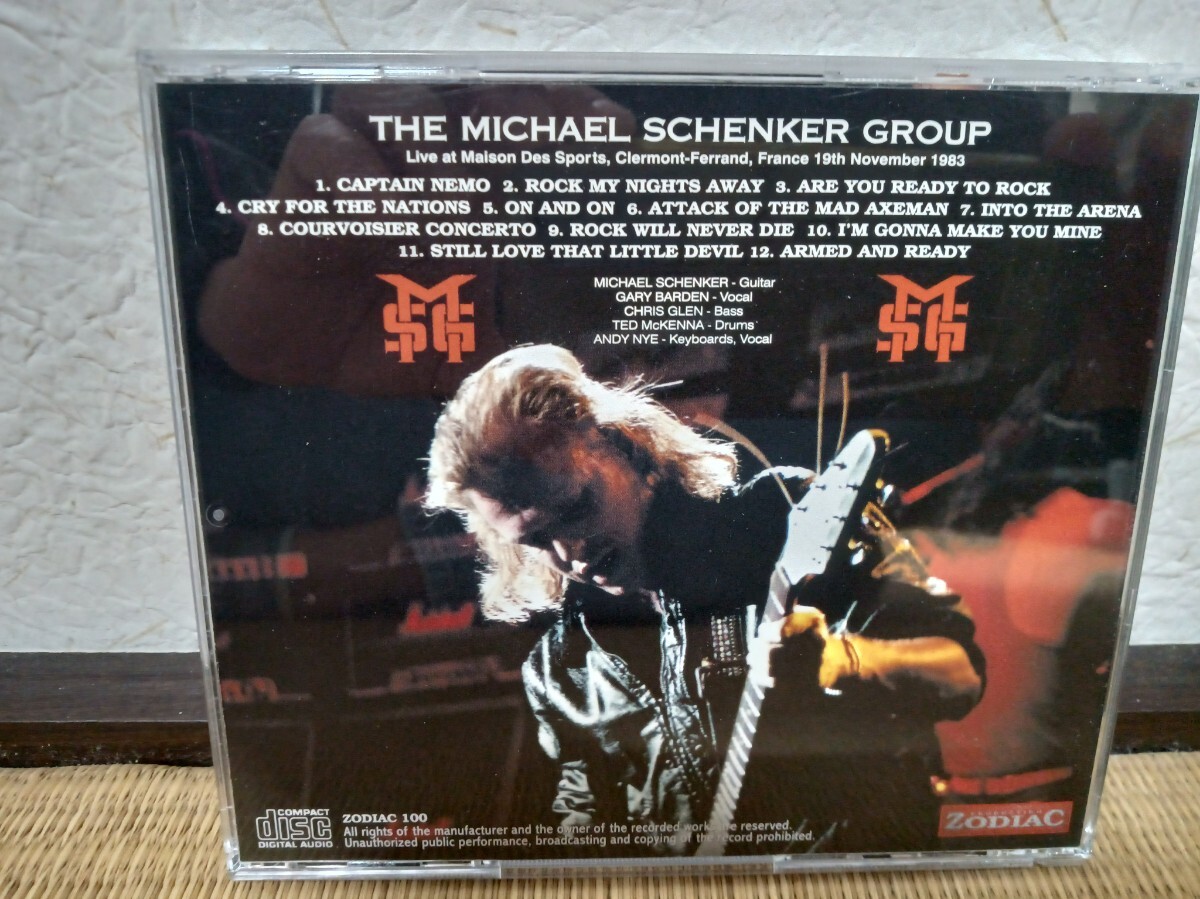 THE MICHAEL SCHENKER GROUP
Live at Maison Des Sports, Clermont-Ferrand, France 19th November 1983
1. CAPTAIN NEMO 2. ROCK MY NIGHTS AWAY 3. ARE YOU READY TO ROCK
4. CRY FOR THE NATIONS 5. ON AND ON 6. ATTACK OF THE MAD AXEMAN 7. INTO THE ARENA
8. COURVOISIER CONCERTO 9. ROCK WILL NEVER DIE 10. I'M GONNA MAKE YOU MINE
11. STILL LOVE THAT LITTLE DEVIL 12. ARMED AND READY
MSG
MSG
MICHAEL SCHENKER - Guitar
GARY BARDEN - Vocal
CHRIS GLEN - Bass
TED McKENNA - Drums
ANDY NYE - Keyboards, Vocal
COMPACT
disc
DIGITAL AUDIO
ZODIAC 100
All rights of the manufacturer and the owner of the recorded works are reserved.
Unauthorized public performance, broadcasting and copying of the record prohibited.
ZODIAC